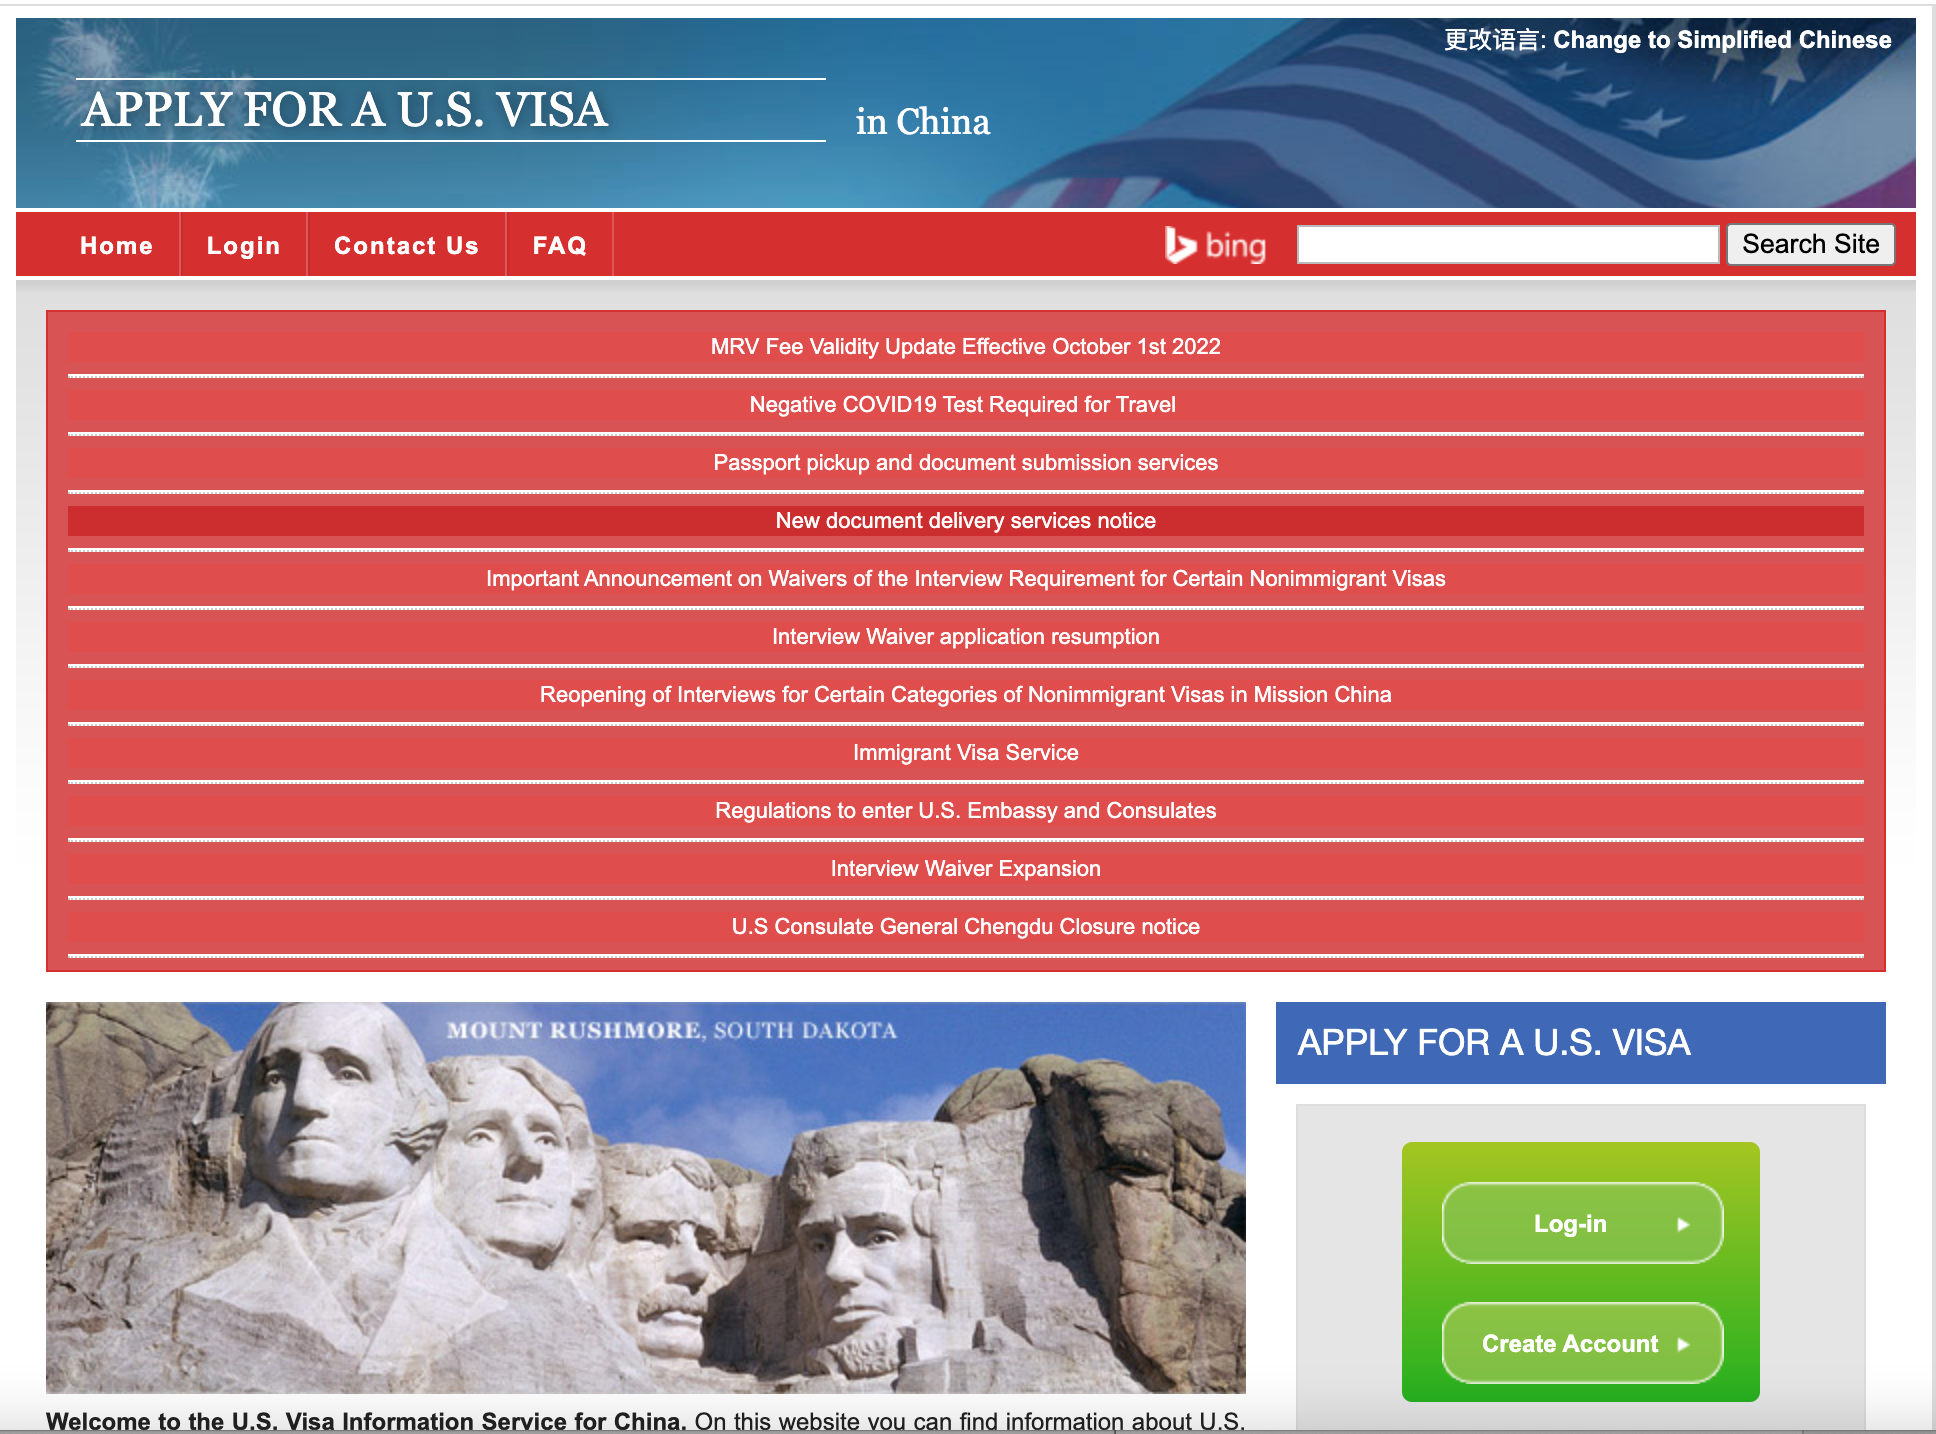 更改语言: Change to Simplified Chinese
APPLY FOR A U.S. VISA
in China
Home
Login
Contact Us
FAQ
bing
Search Site
MRV Fee Validity Update Effective October 1st 2022
Negative COVID19 Test Required for Travel
Passport pickup and document submission services
New document delivery services notice
Important Announcement on Waivers of the Interview Requirement for Certain Nonimmigrant Visas
Interview Waiver application resumption
Reopening of Interviews for Certain Categories of Nonimmigrant Visas in Mission China
Immigrant Visa Service
Regulations to enter U.S. Embassy and Consulates
Interview Waiver Expansion
U.S Consulate General Chengdu Closure notice
MOUNT RUSHMORE, SOUTH DAKOTA
Welcome to the U.S. Visa Information Service for China. On this website you can find information about U.S.
APPLY FOR A U.S. VISA
Log-in
Create Account